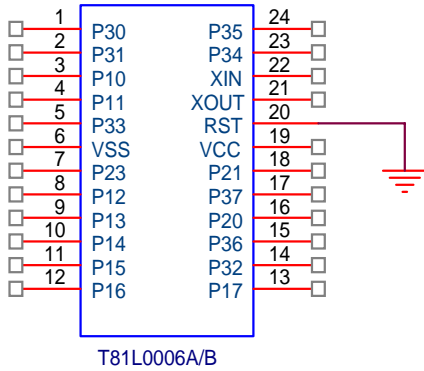 1 P30 P35 24
2 P31 P34 23
3 P10 XIN 22
4 P11 XOUT 21
5 P33 RST 20
6 VSS VCC 19
7 P23 P21 18
8 P12 P37 17
9 P13 P20 16
10 P14 P36 15
11 P15 P32 14
12 P16 P17 13
T81L0006A/B